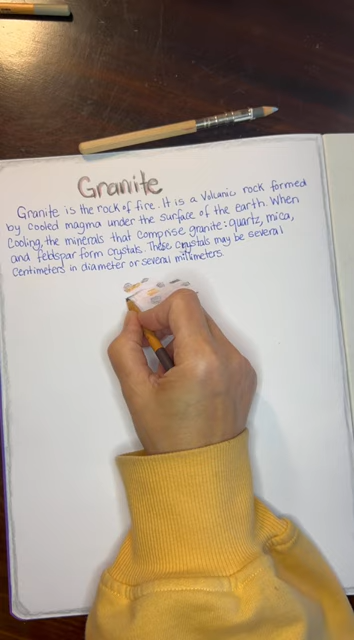 Granite
Granite is the rock of fire. It is a Volcanic rock formed
by cooled magma under the surface of the earth. When
Cooling, the minerals that comprise granite: quartz, mica,
and feldspar form crystals. These crystals may be several
centimeters in diameter or several millimeters.